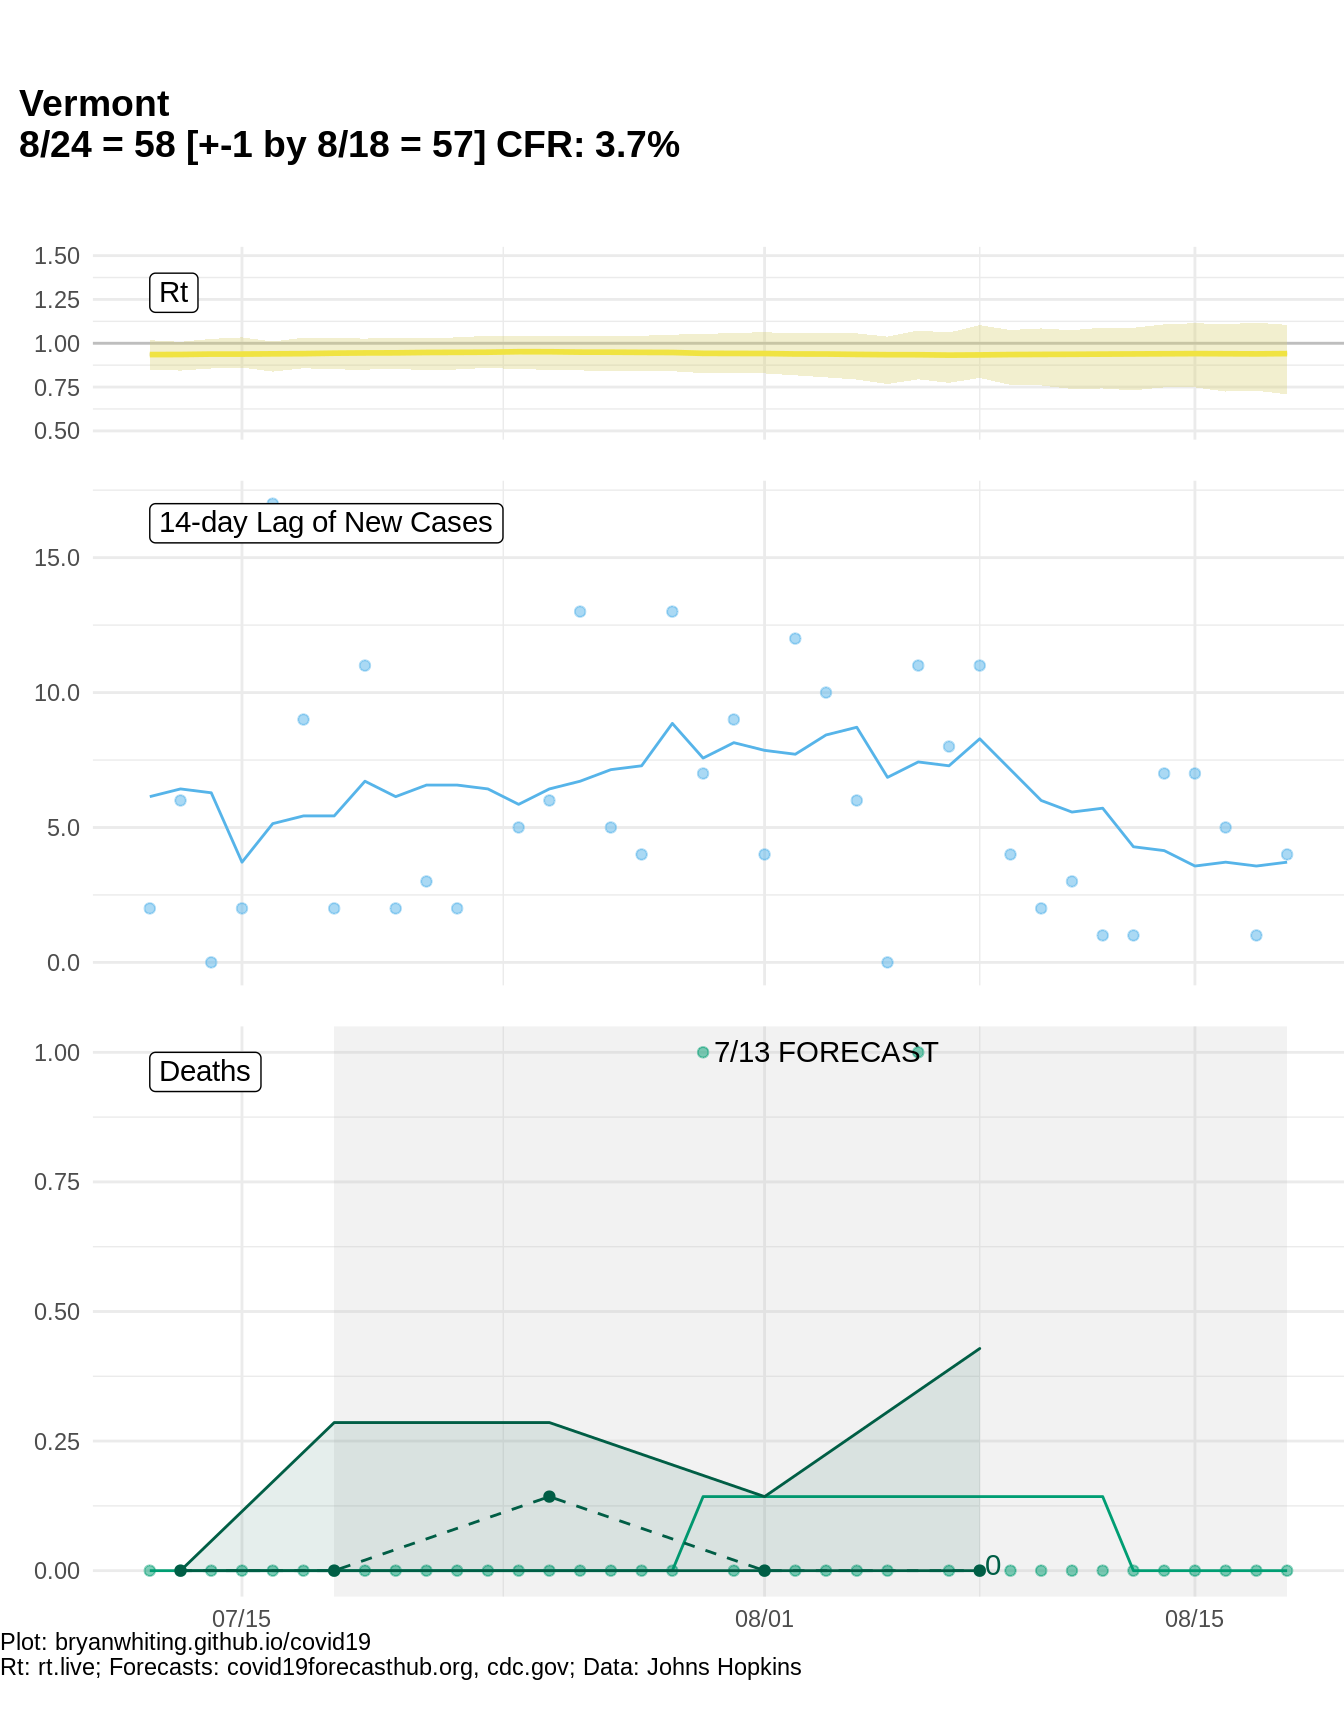 Vermont
8/24 = 58 [+-1 by 8/18 = 57] CFR: 3.7%
1.50
Rt
1.25
1.00
0.75
0.50
14-day Lag of New Cases
15.0
10.0
5.0
0.0
1.00
7/13 FORECAST
Deaths
0.75
0.50
0.25
0.00
0
07/15
08/01
08/15
Plot: bryanwhiting.github.io/covid19
Rt: rt.live; Forecasts: covid19forecasthub.org, cdc.gov; Data: Johns Hopkins